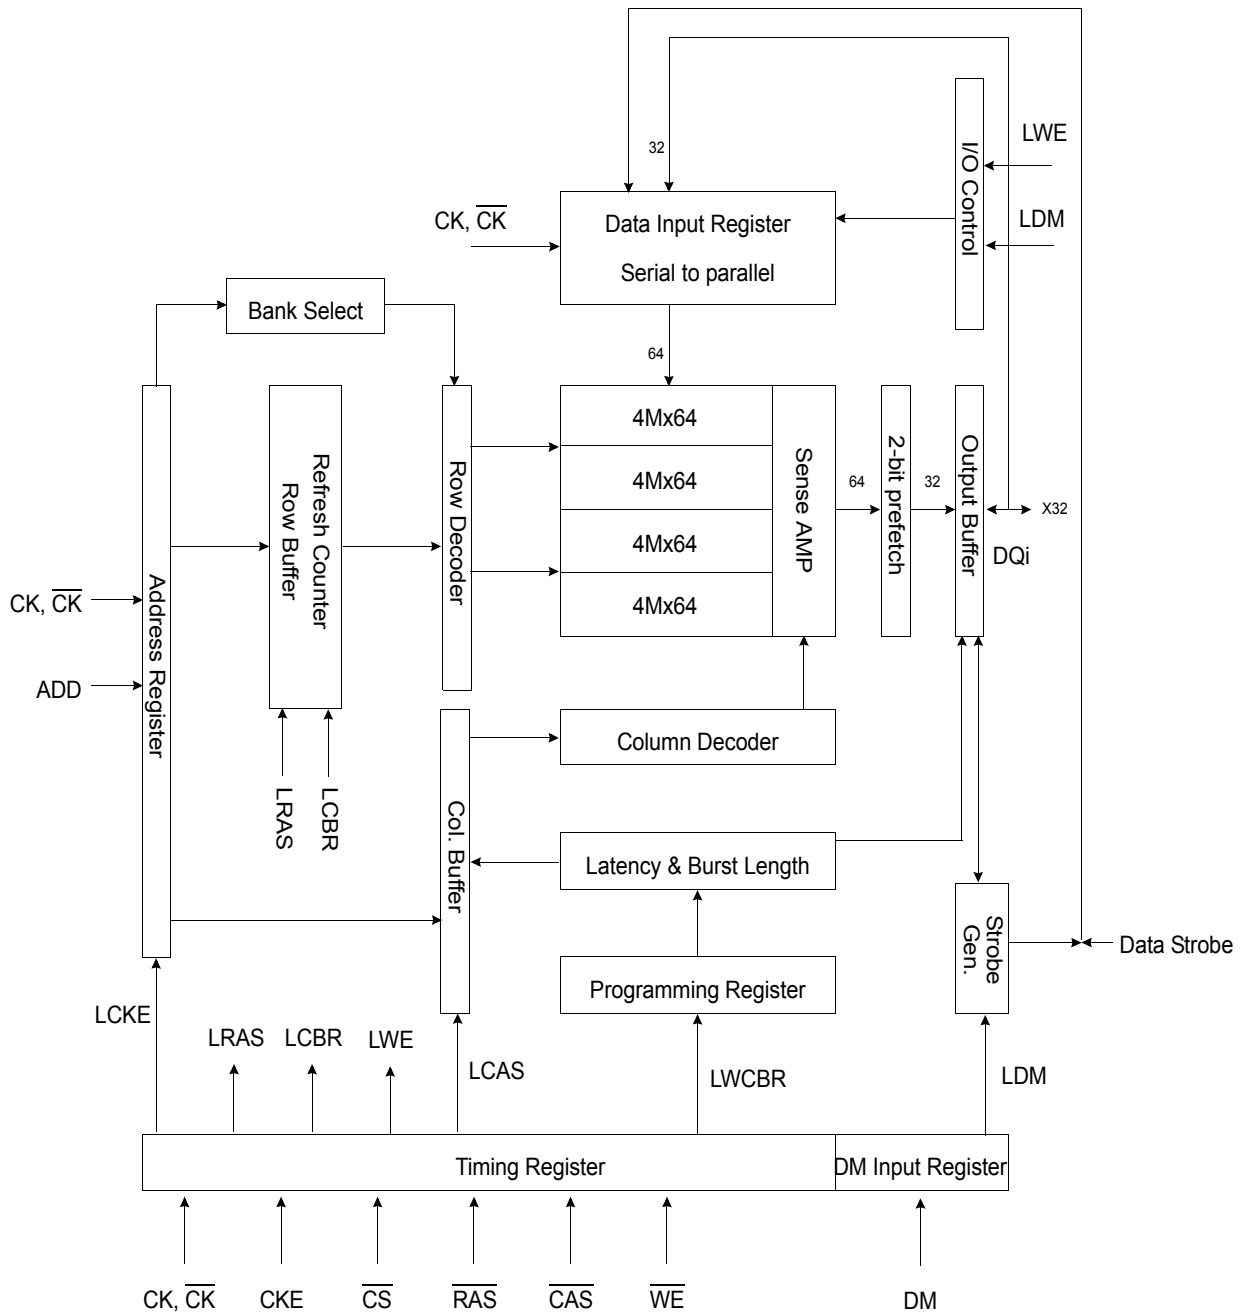 LWE
32
I/O Control
CK, CK
Data Input Register
LDM
Serial to parallel
Bank Select
64
4Mx64
4Mx64
4Mx64
4Mx64
Sense AMP
64
2-bit prefetch
32
Output Buffer
X32
DQi
Refresh Counter
Row Buffer
Row Decoder
CK, CK
ADD
Address Register
Column Decoder
LRAS
LCBR
Col. Buffer
Latency & Burst Length
Strobe
Gen.
Data Strobe
Programming Register
LCKE
LRAS
LCBR
LWE
LCAS
LWCBR
LDM
Timing Register
DM Input Register
CK, CK
CKE
CS
RAS
CAS
WE
DM